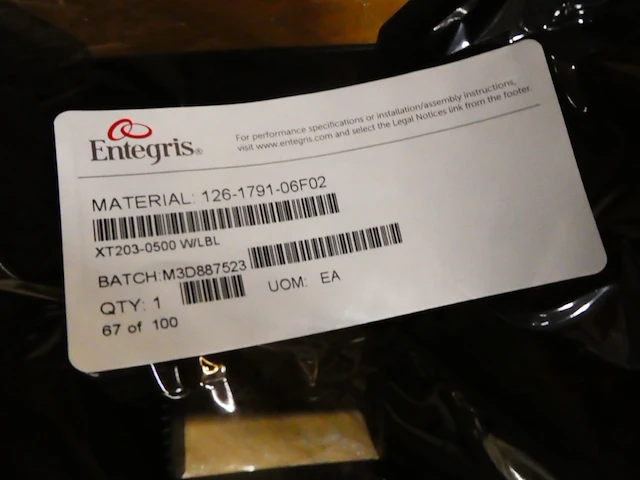 Entegris®
For performance specifications or installation/assembly instructions,
visit www.entegris.com and select the Legal Notices link from the footer.
MATERIAL: 126-1791-06F02
XT203-0500 W/LBL
BATCH:M3D887523
QTY: 1
UOM: EA
67 of 100